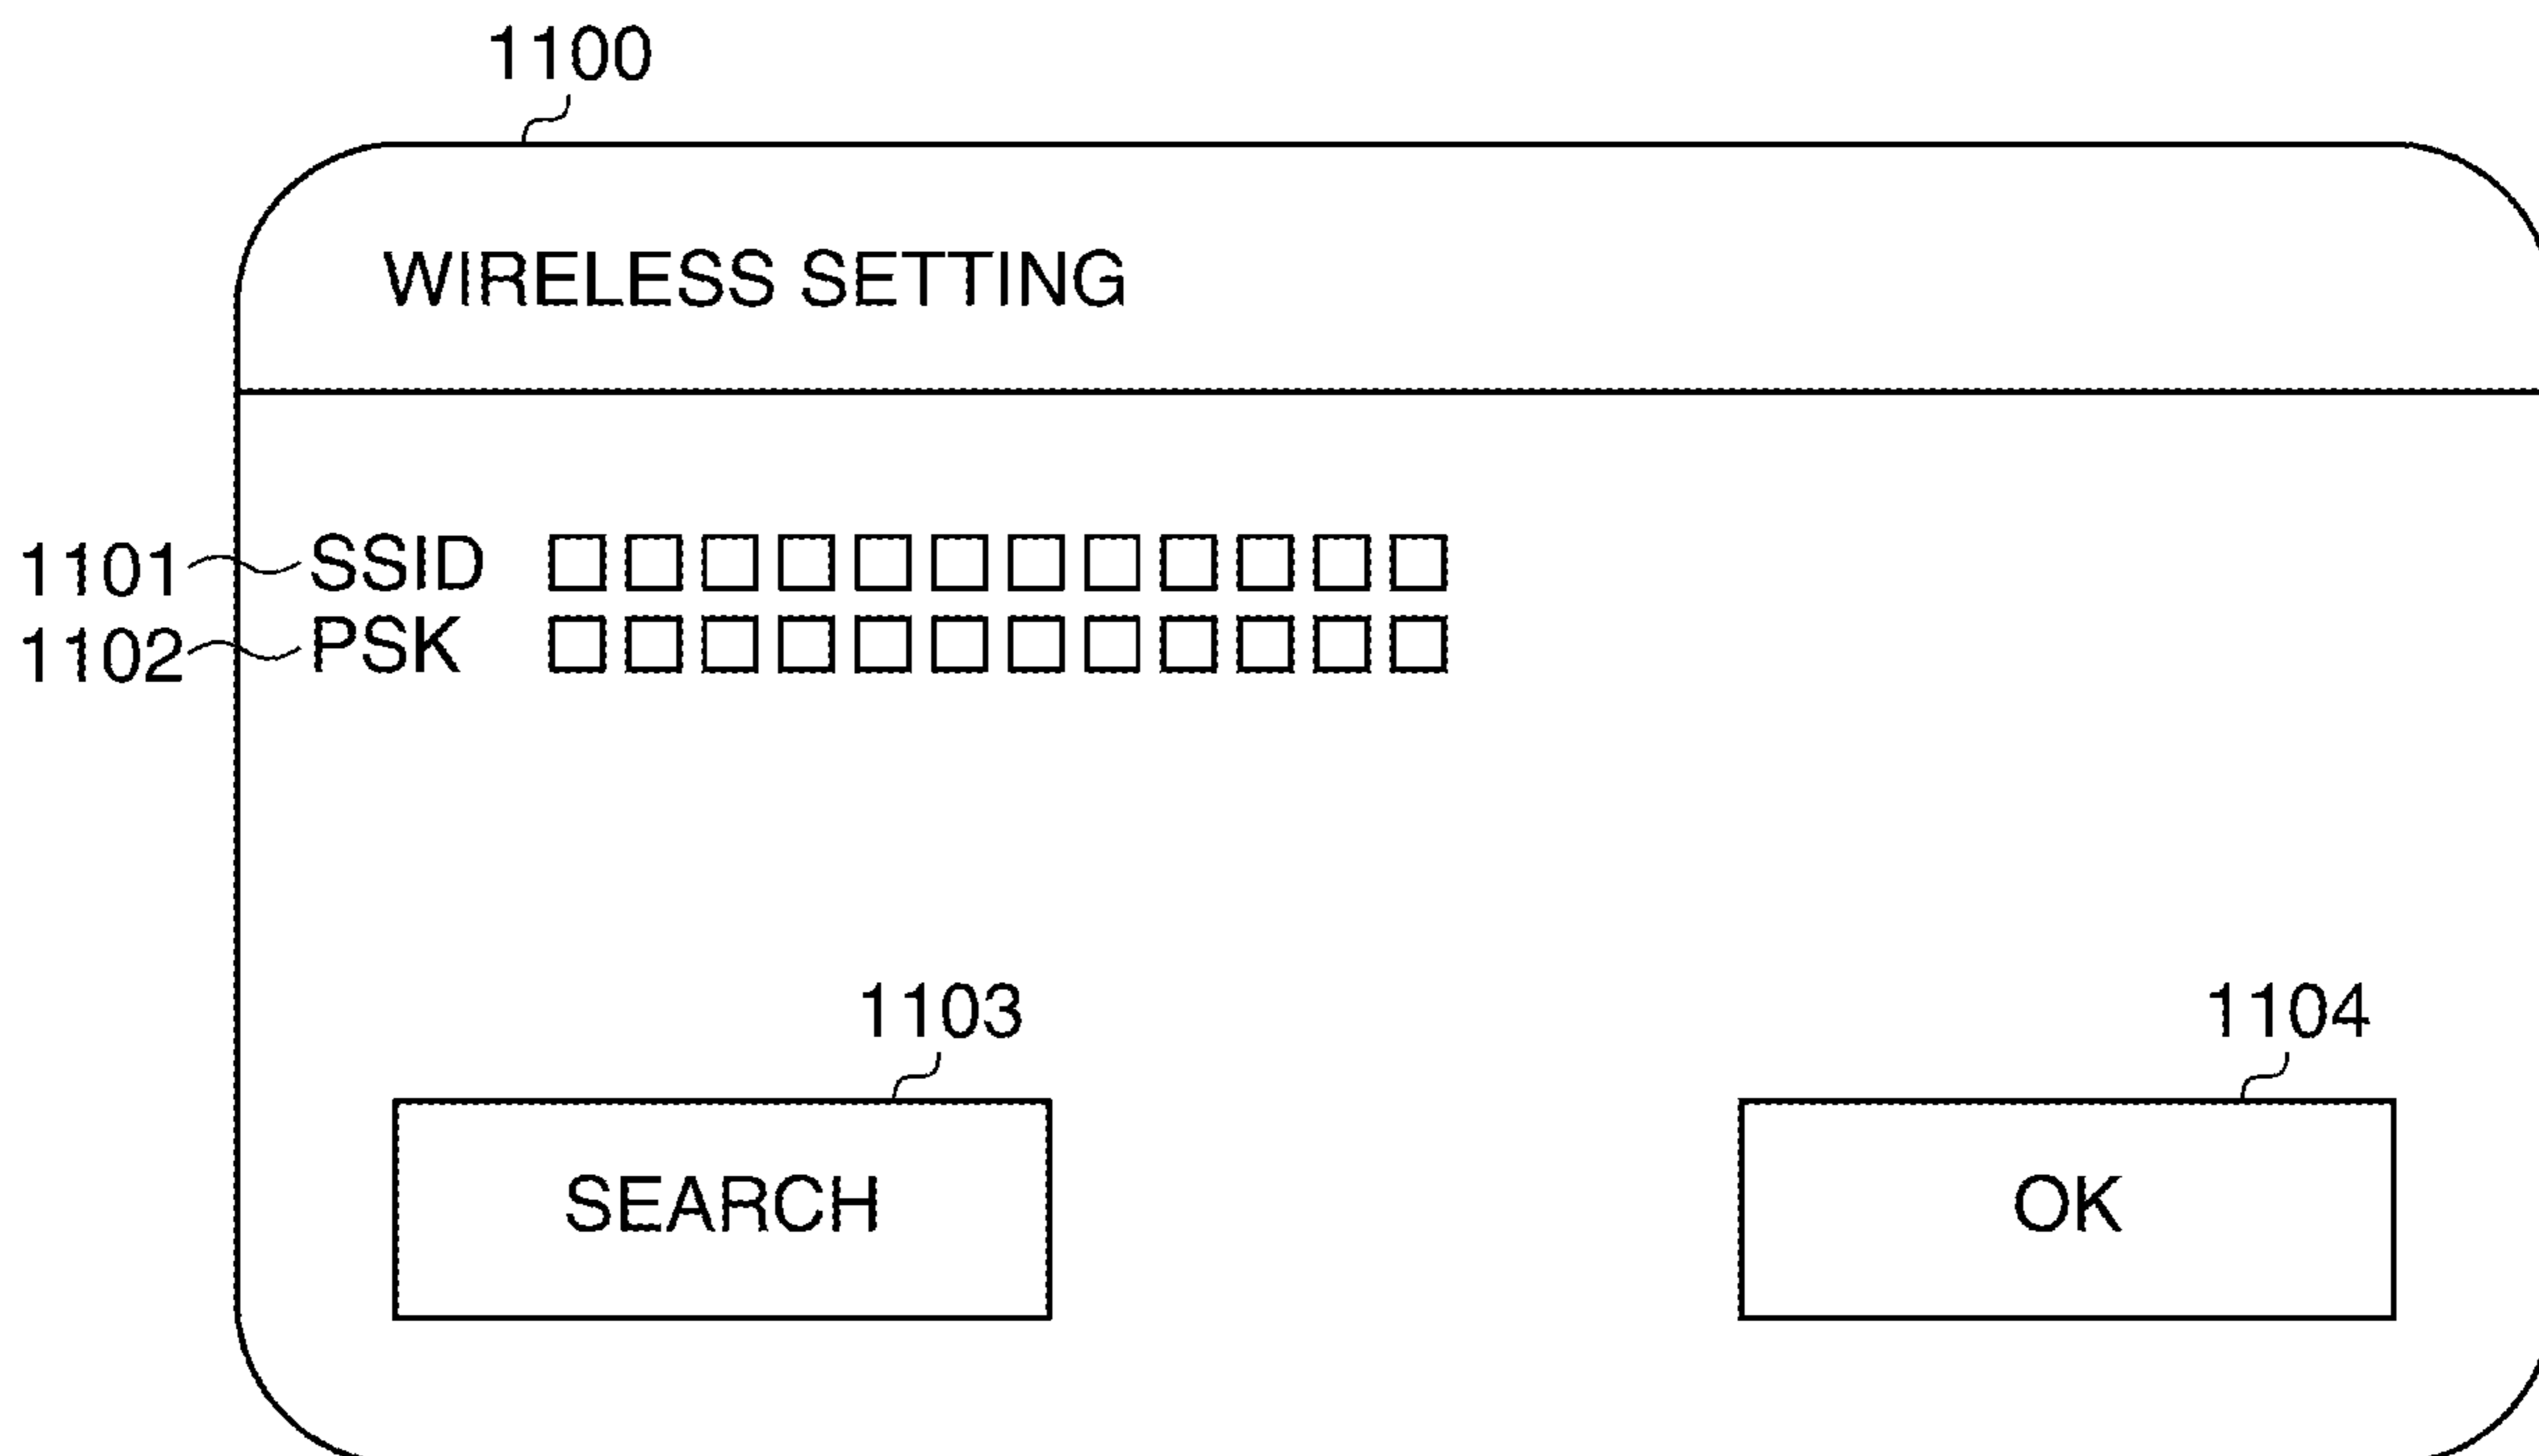 1100
WIRELESS SETTING
1101 SSID □□□□□□□□□□□□
1102 PSK □□□□□□□□□□□□
1103
1104
SEARCH
OK